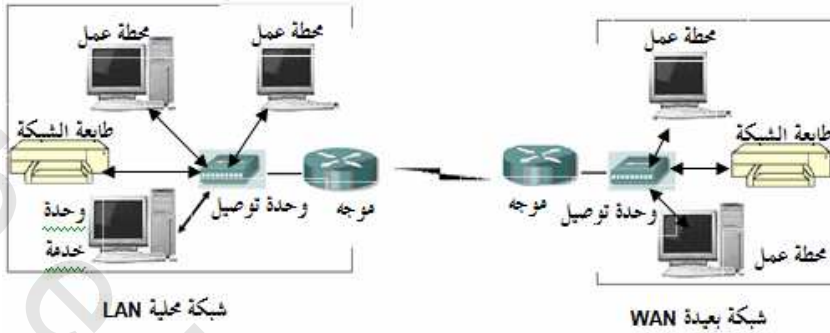 محطة عمل
محطة عمل
محطة عمل
طابعة الشبكة
طابعة الشبكة
وحدة
خدمة
وحدة توصيل
موجه
موجه
وحدة توصيل
محطة عمل
شبكة محلية LAN
شبكة بعيدة WAN